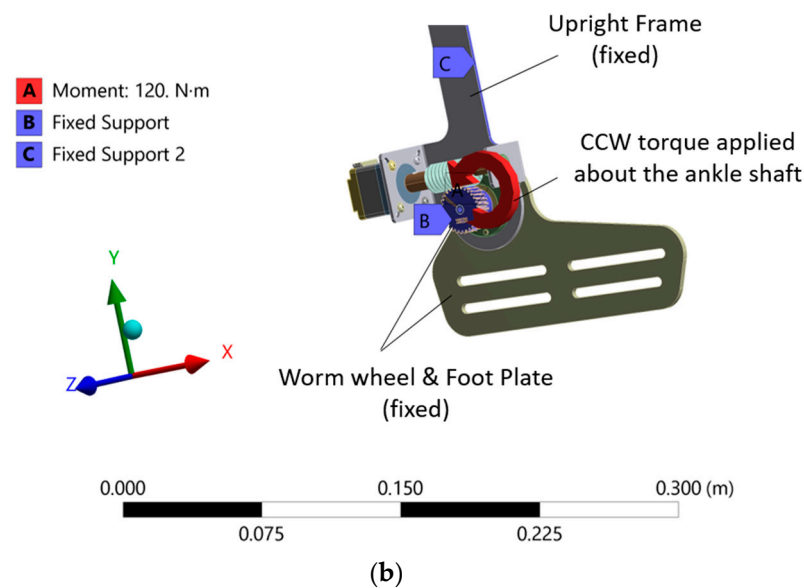 Upright Frame
(fixed)
C
A Moment: 120. N·m
B Fixed Support
C Fixed Support 2
CCW torque applied
about the ankle shaft
A
B
Y
X
Z
Worm wheel & Foot Plate
(fixed)
0.000 0.150 0.300 (m)
0.075 0.225
(b)